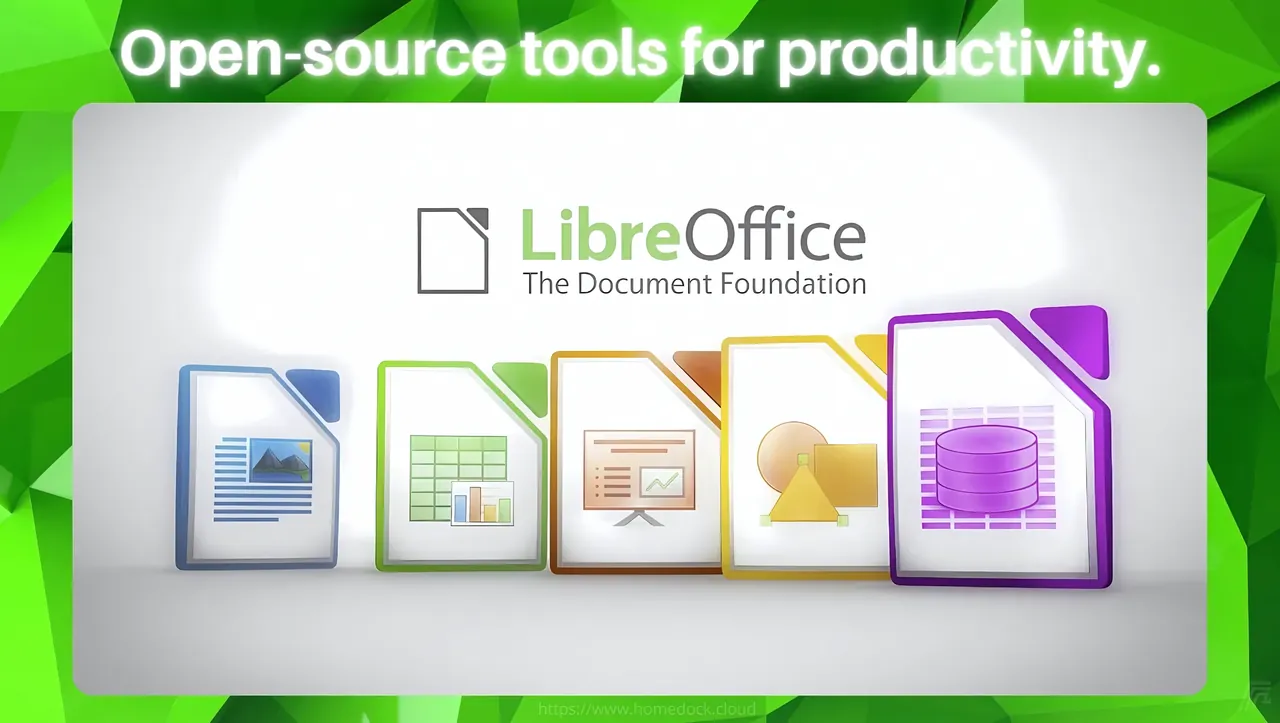 Open-source tools for productivity.
LibreOffice
The Document Foundation
https://www.homedock.cloud